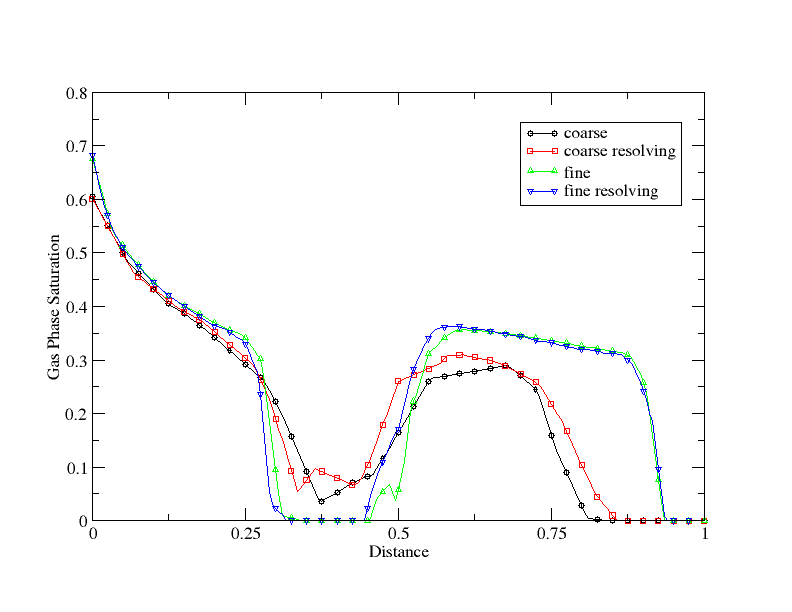 0.8
0.7
0.6
0.5
0.4
0.3
0.2
0.1
0
Gas Phase Saturation
coarse
coarse resolving
fine
fine resolving
0 0.25 0.5 0.75 1
Distance